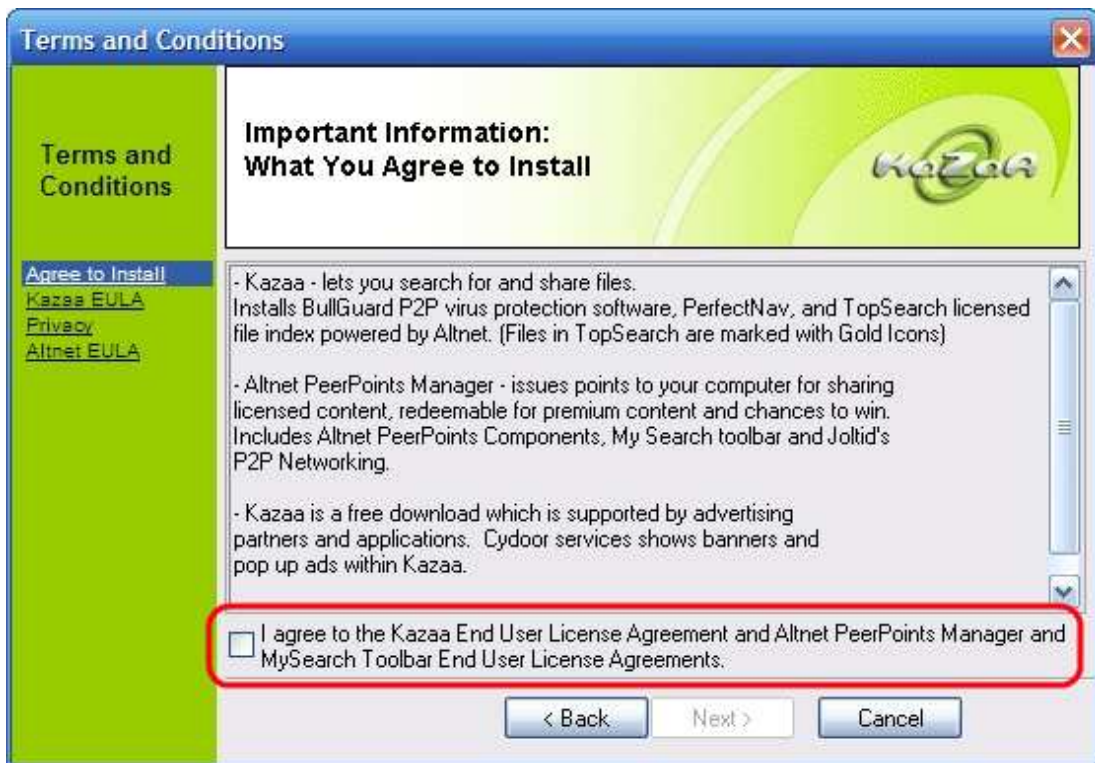 Terms and Conditions
Terms and
Conditions
Important Information:
What You Agree to Install
KaZaA
Agree to Install
Kazaa EULA
Privacy
Altnet EULA
- Kazaa - lets you search for and share files.
Installs BullGuard P2P virus protection software, PerfectNav, and TopSearch licensed
file index powered by Altnet. (Files in TopSearch are marked with Gold Icons)
- Altnet PeerPoints Manager - issues points to your computer for sharing
licensed content, redeemable for premium content and chances to win.
Includes Altnet PeerPoints Components, My Search toolbar and Joltid's
P2P Networking.
- Kazaa is a free download which is supported by advertising
partners and applications.  Cydoor services shows banners and
pop up ads within Kazaa.
I agree to the Kazaa End User License Agreement and Altnet PeerPoints Manager and
MySearch Toolbar End User License Agreements.
< Back
Next >
Cancel